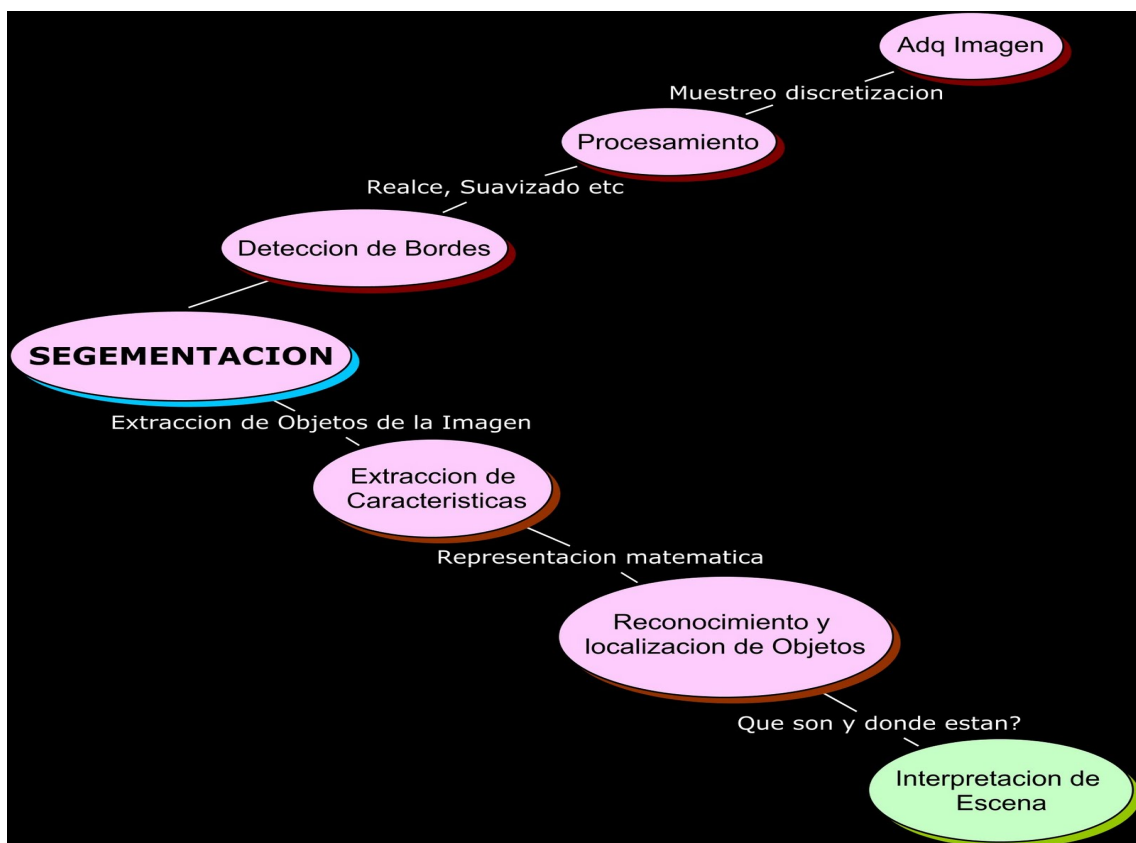 Adq Imagen
Muestreo discretizacion
Procesamiento
Realce, Suavizado etc
Deteccion de Bordes
SEGEMENTACION
Extraccion de Objetos de la Imagen
Extraccion de
Caracteristicas
Representacion matematica
Reconocimiento y
localizacion de Objetos
Que son y donde estan?
Interpretacion de
Escena